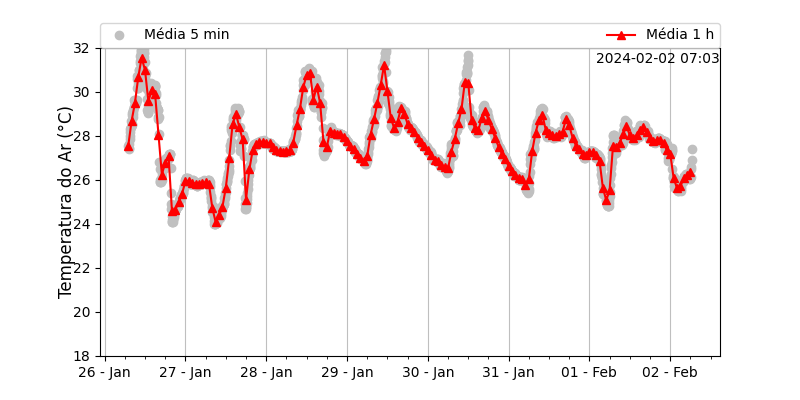 Média 5 min
Média 1 h
2024-02-02 07:03
Temperatura do Ar (°C)
32
30
28
26
24
22
20
18
26 - Jan
27 - Jan
28 - Jan
29 - Jan
30 - Jan
31 - Jan
01 - Feb
02 - Feb